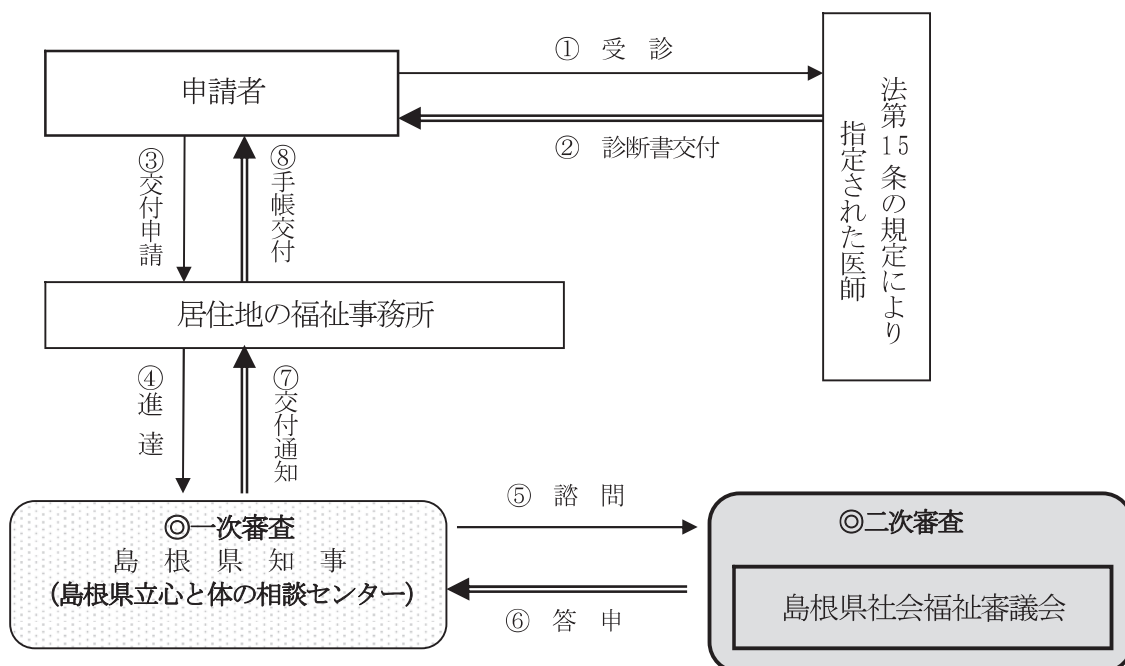 ① 受 診
申請者
② 診断書交付
法第15条の規定により
指定された医師
③交付申請
⑧手帳交付
居住地の福祉事務所
④進 達
⑦交付通知
◎一次審査
島 根 県 知 事
(島根県立心と体の相談センター)
⑤ 諮 問
⑥ 答 申
◎二次審査
島根県社会福祉審議会